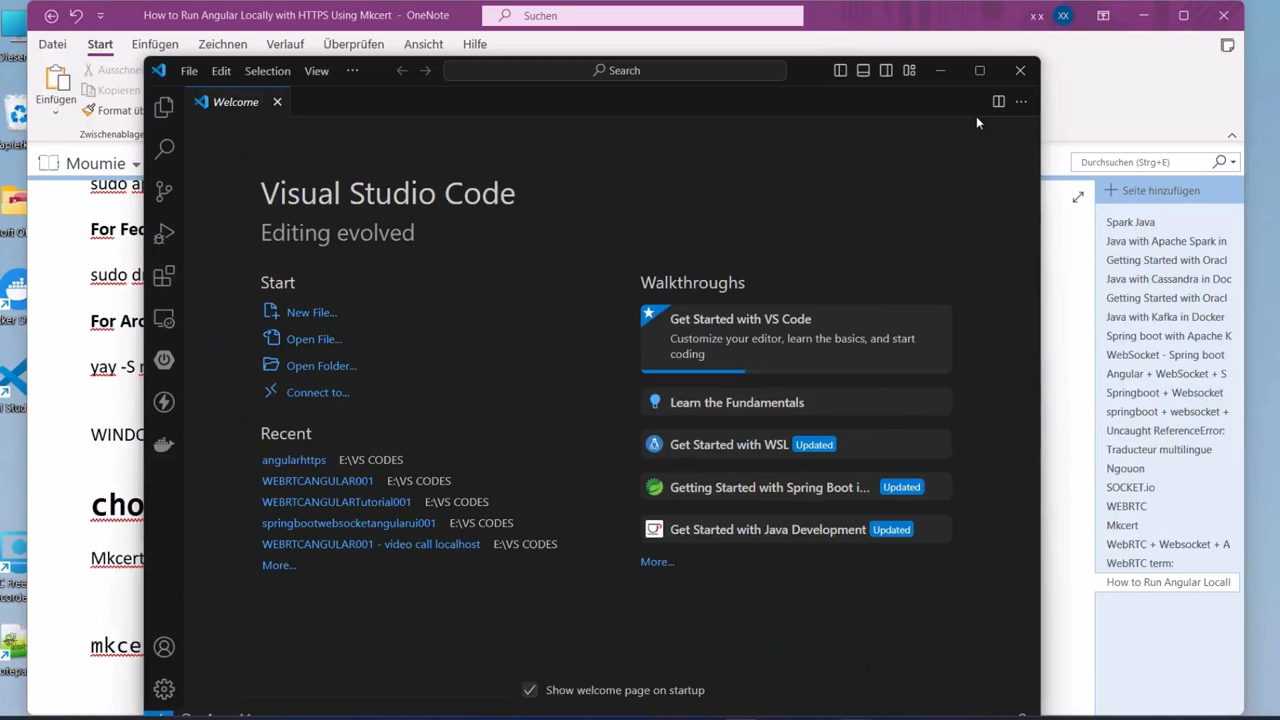 How to Run Angular Locally with HTTPS Using Mkcert - OneNote
Suchen
x x
XX
Datei
Start
Einfügen
Zeichnen
Verlauf
Überprüfen
Ansicht
Hilfe
Einfügen
Ausschne
Kopieren
Format üb
Zwischenablage
Moumie
Durchsuchen (Strg+E)
sudo ap
For Fed
sudo d
For Arc
yay -S
WINDO
cho
Mkcert
mkce
File
Edit
Selection
View
Search
Welcome
Visual Studio Code
Editing evolved
Start
New File...
Open File...
Open Folder...
Connect to...
Recent
angularhttps E:\VS CODES
WEBRTCANGULAR001 E:\VS CODES
WEBRTCANGULARTutorial001 E:\VS CODES
springbootwebsocketangularui001 E:\VS CODES
WEBRTCANGULAR001 - video call localhost E:\VS CODES
More...
Walkthroughs
Get Started with VS Code
Customize your editor, learn the basics, and start
coding
Learn the Fundamentals
Get Started with WSL Updated
Getting Started with Spring Boot i... Updated
Get Started with Java Development Updated
More...
Show welcome page on startup
Seite hinzufügen
Spark Java
Java with Apache Spark in
Getting Started with Oracl
Java with Cassandra in Doc
Getting Started with Oracl
Java with Kafka in Docker
Spring boot with Apache K
WebSocket - Spring boot
Angular + WebSocket + S
Springboot + Websocket
springboot + websocket +
Uncaught ReferenceError:
Traducteur multilingue
Ngouon
SOCKET.io
WEBRTC
Mkcert
WebRTC + Websocket + A
WebRTC term:
How to Run Angular Locall